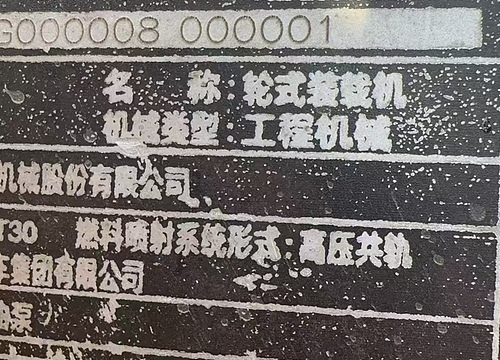 G000008 000001
名 称:轮式装载机
机械类型:工程机械
机械股份有限公司
T30 燃料喷射系统形式:高压共轨
集团有限公司
油泵